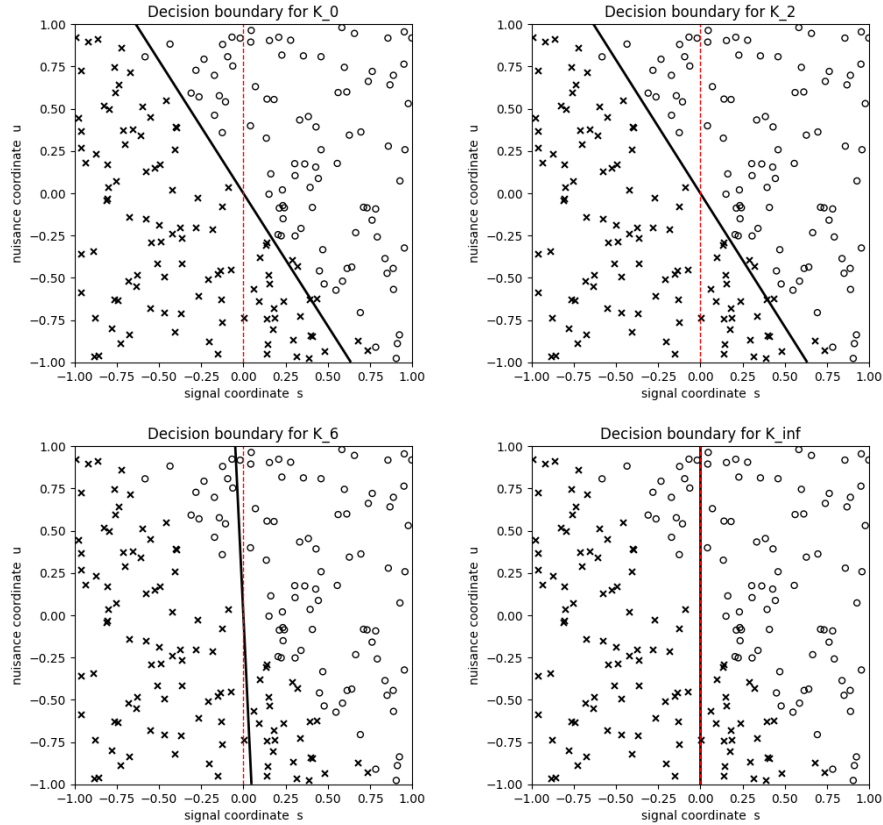 Decision boundary for K_0
1.00
0.75
0.50
0.25
0.00
−0.25
−0.50
−0.75
−1.00
nuisance coordinate u
−1.00 −0.75 −0.50 −0.25 0.00 0.25 0.50 0.75 1.00
signal coordinate s
Decision boundary for K_2
1.00
0.75
0.50
0.25
0.00
−0.25
−0.50
−0.75
−1.00
nuisance coordinate u
−1.00 −0.75 −0.50 −0.25 0.00 0.25 0.50 0.75 1.00
signal coordinate s
Decision boundary for K_6
1.00
0.75
0.50
0.25
0.00
−0.25
−0.50
−0.75
−1.00
nuisance coordinate u
−1.00 −0.75 −0.50 −0.25 0.00 0.25 0.50 0.75 1.00
signal coordinate s
Decision boundary for K_inf
1.00
0.75
0.50
0.25
0.00
−0.25
−0.50
−0.75
−1.00
nuisance coordinate u
−1.00 −0.75 −0.50 −0.25 0.00 0.25 0.50 0.75 1.00
signal coordinate s